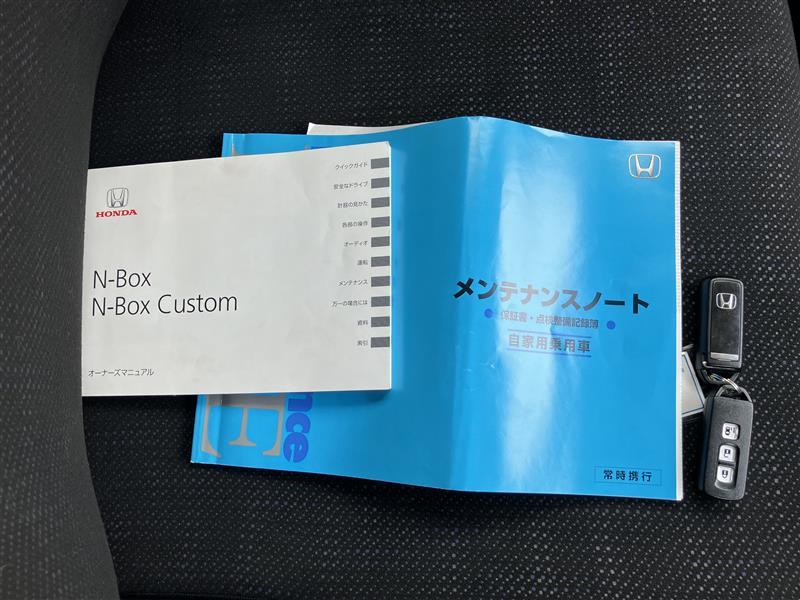 HONDA
N-Box
N-Box Custom
オーナーズマニュアル
クイックガイド
安全なドライブ
計器の見かた
各部の操作
オーディオ
運転
メンテナンス
万一の場合には
資料
索引
メンテナンスノート
保証書・点検整備記録簿
自家用乗用車
常時携行
nce